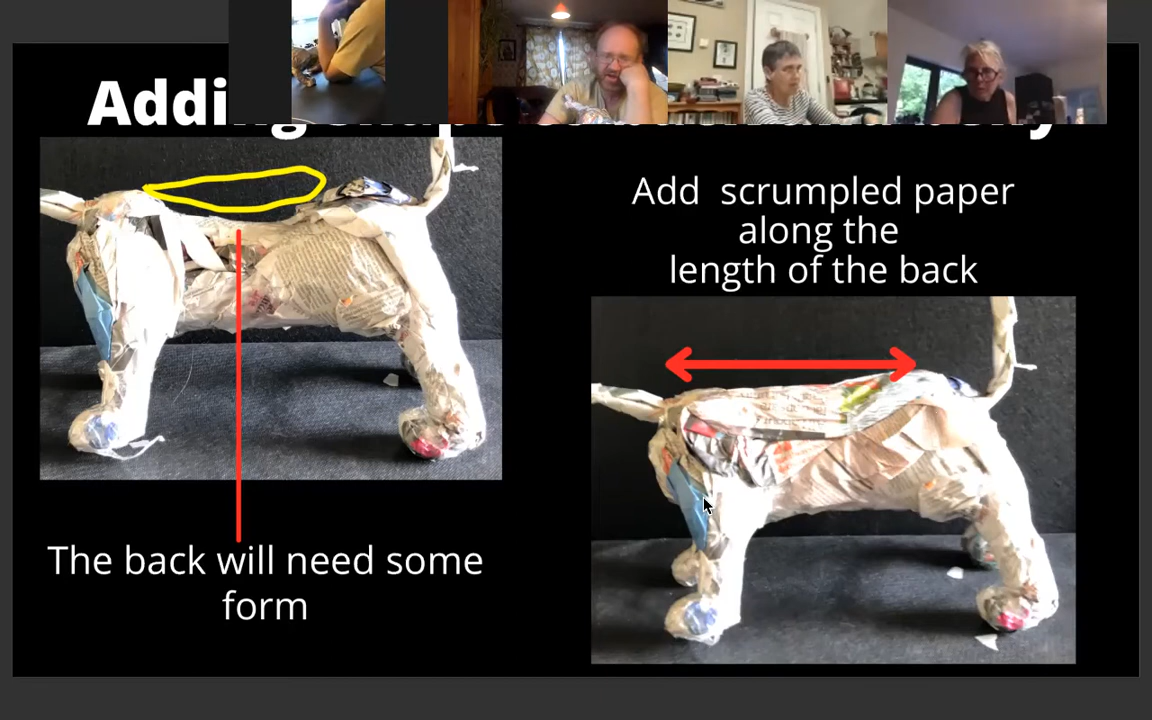 Addi
The back will need some
form
Add scrumpled paper
along the
length of the back